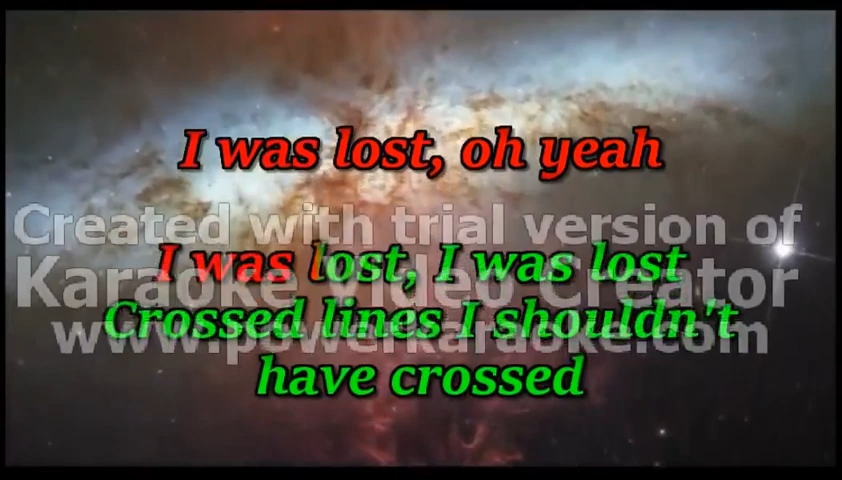 I was lost, oh yeah
Created with trial version of
I was lost, I was lost
Karaoke Video Creator
Crossed lines I shouldn't
www.powerkaraoke.com
have crossed